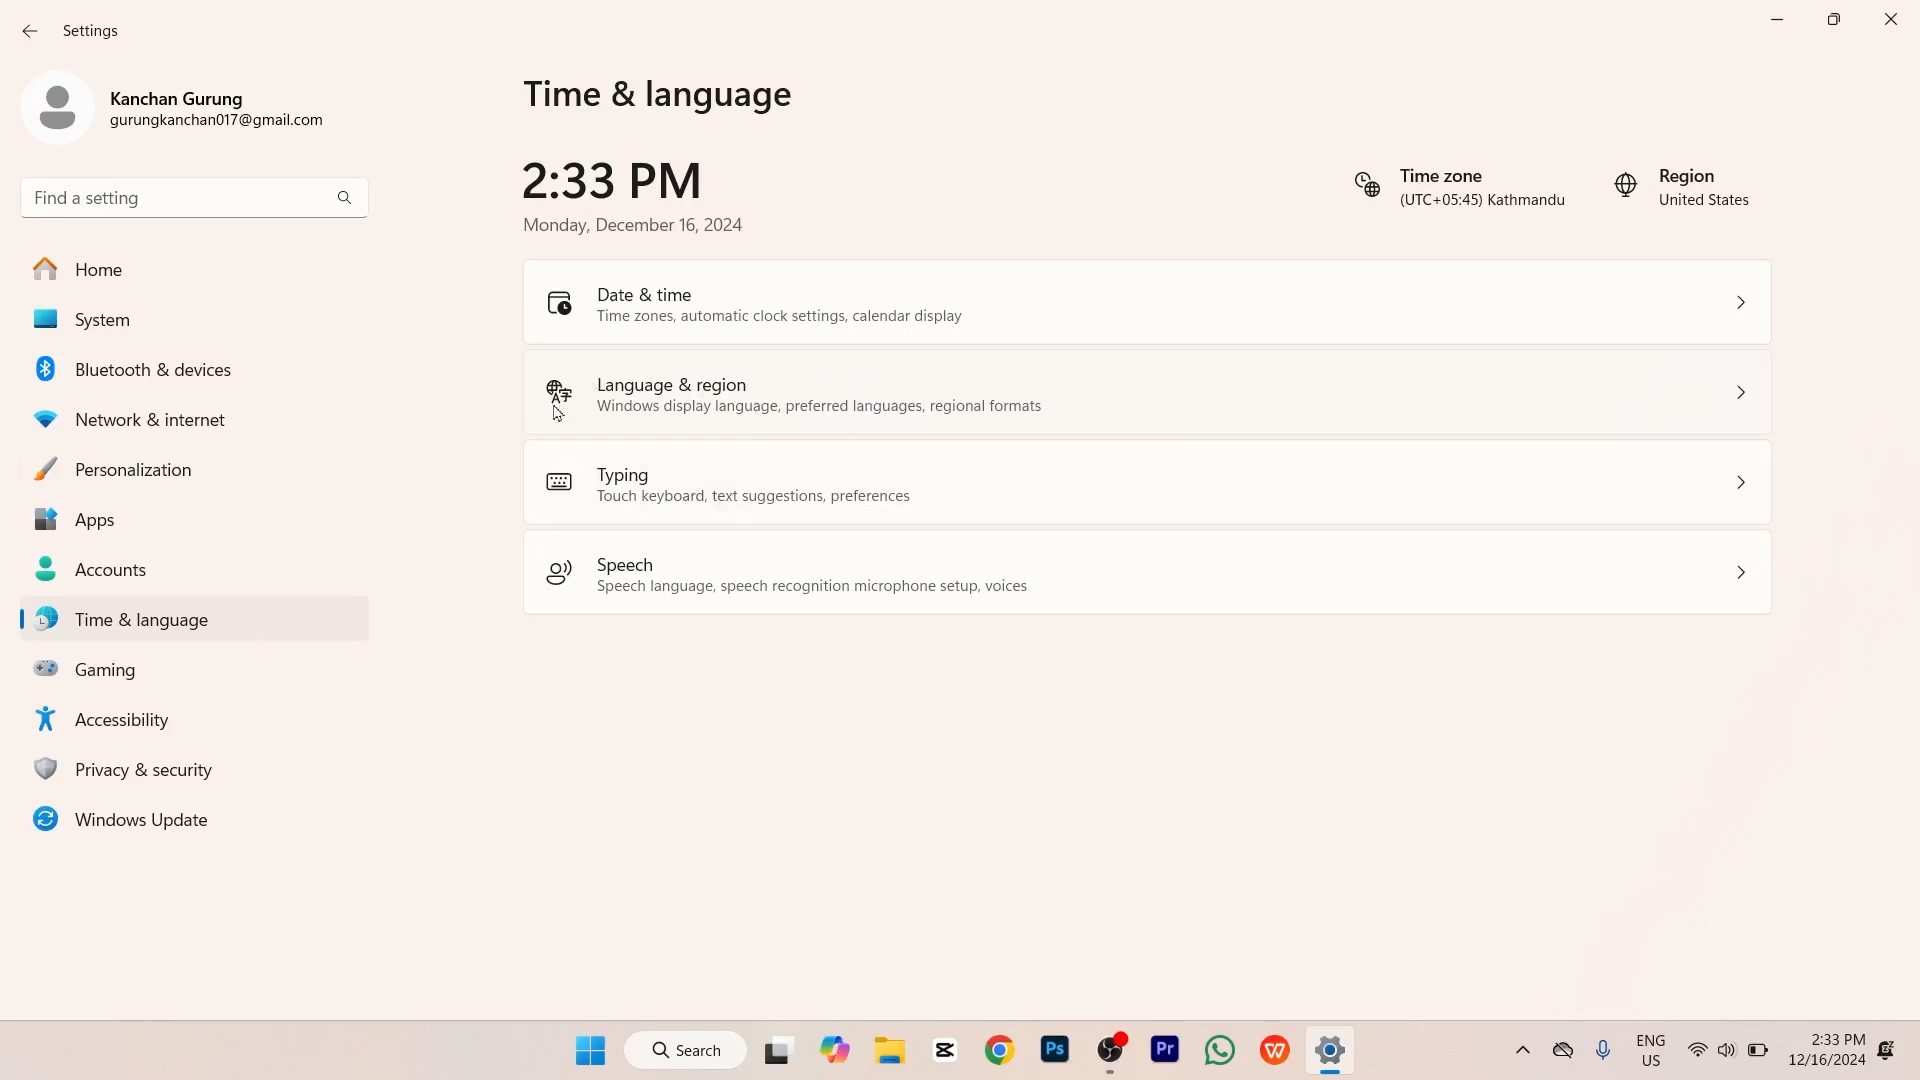 Settings
Kanchan Gurung
gurungkanchan017@gmail.com
Find a setting
Home
System
Bluetooth & devices
Network & internet
Personalization
Apps
Accounts
Time & language
Gaming
Accessibility
Privacy & security
Windows Update
Time & language
2:33 PM
Monday, December 16, 2024
Time zone
(UTC+05:45) Kathmandu
Region
United States
Date & time
Time zones, automatic clock settings, calendar display
Language & region
Windows display language, preferred languages, regional formats
Typing
Touch keyboard, text suggestions, preferences
Speech
Speech language, speech recognition microphone setup, voices
Search
Ps
Pr
ENG
US
2:33 PM
12/16/2024